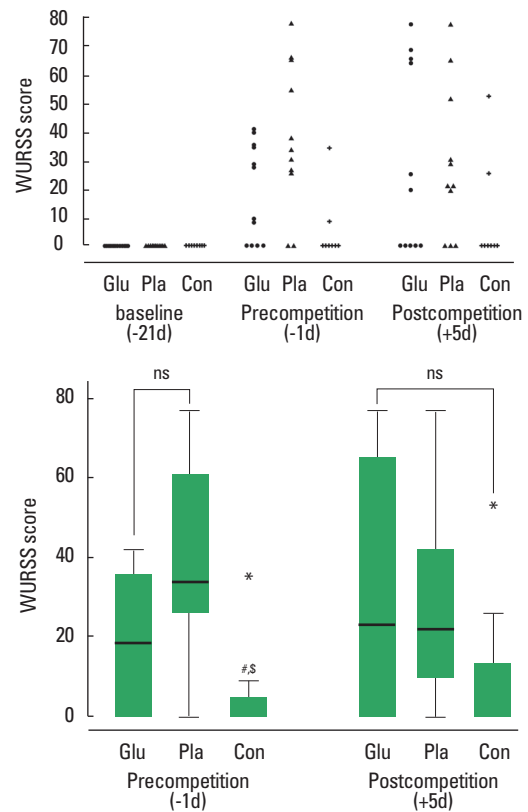 80
70
60
50
40
30
20
10
0
WURSS score
Glu Pla Con Glu Pla Con Glu Pla Con
baseline Precompetition Postcompetition
(-21d) (-1d) (+5d)
ns ns
80
60
40
20
0
WURSS score
*
#,$
*
Glu Pla Con Glu Pla Con
Precompetition Postcompetition
(-1d) (+5d)